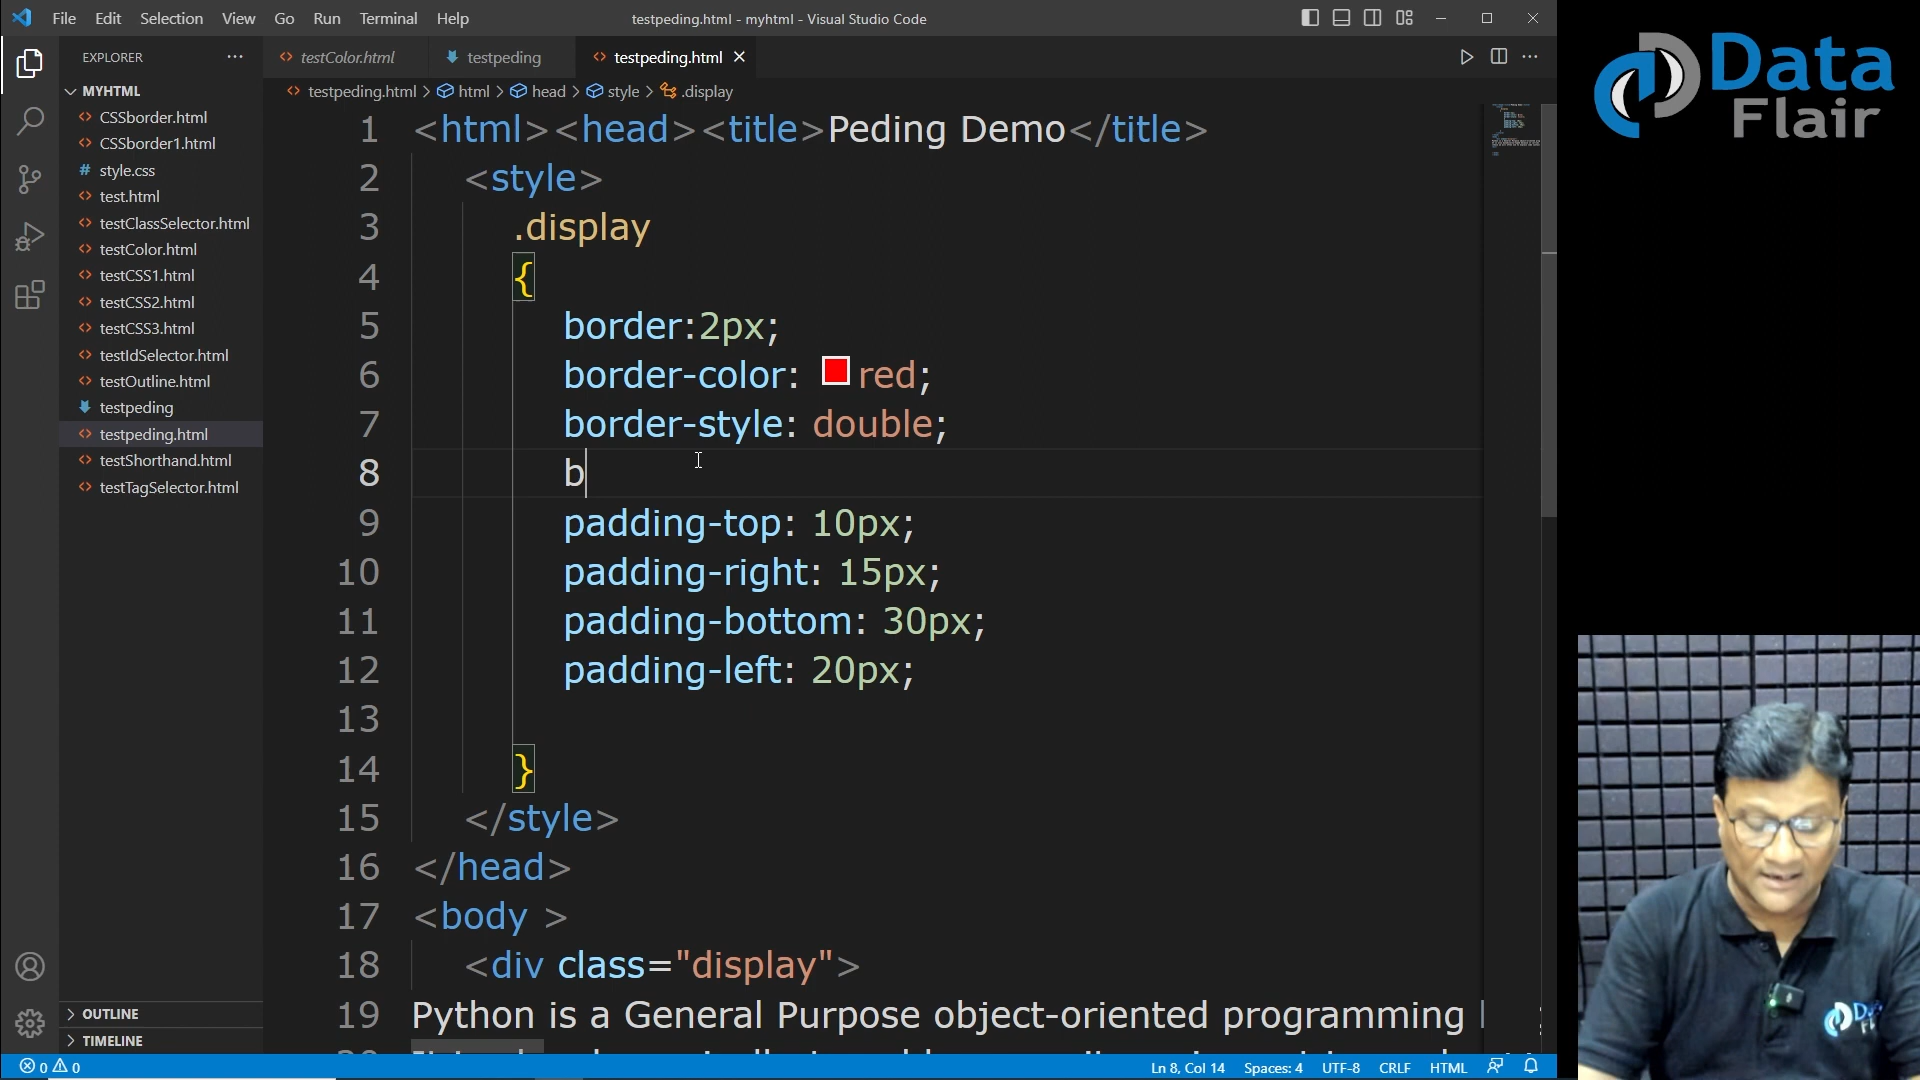 File Edit Selection View Go Run Terminal Help
testpeding.html - myhtml - Visual Studio Code
EXPLORER
MYHTML
CSSborder.html
CSSborder1.html
style.css
test.html
testClassSelector.html
testColor.html
testCSS1.html
testCSS2.html
testCSS3.html
testIdSelector.html
testOutline.html
testpeding
testpeding.html
testShorthand.html
testTagSelector.html
OUTLINE
TIMELINE
testColor.html testpeding testpeding.html
testpeding.html > html > head > style > .display
1 <html><head><title>Peding Demo</title>
2 <style>
3 .display
4 {
5 border:2px;
6 border-color: red;
7 border-style: double;
8 b
9 padding-top: 10px;
10 padding-right: 15px;
11 padding-bottom: 30px;
12 padding-left: 20px;
13
14 }
15 </style>
16 </head>
17 <body >
18 <div class="display">
19 Python is a General Purpose object-oriented programming
0 0
Ln 8, Col 14 Spaces: 4 UTF-8 CRLF HTML
Data
Flair